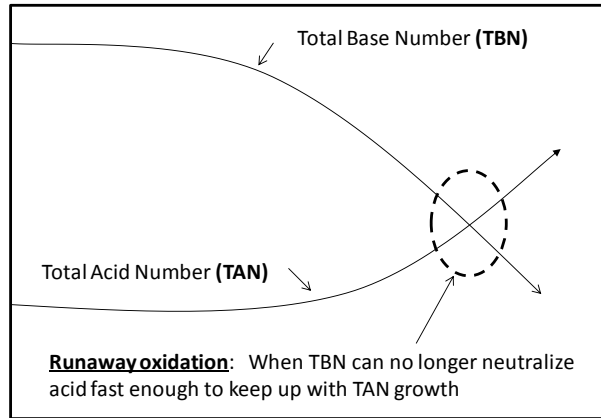 Total Base Number (TBN)
Total Acid Number (TAN)
Runaway oxidation: When TBN can no longer neutralize
acid fast enough to keep up with TAN growth